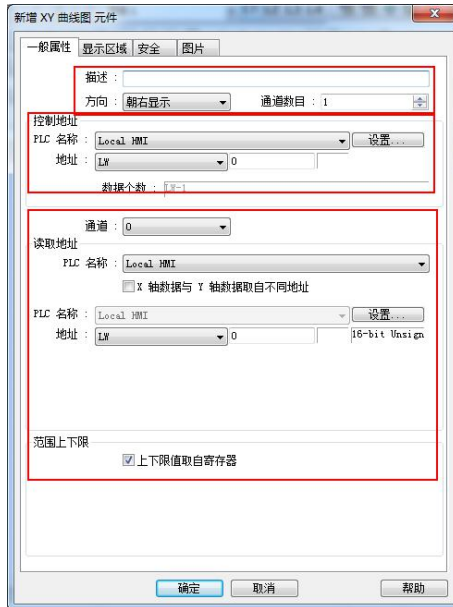 新增 XY 曲线图 元件
一般属性 显示区域 安全 图片
描述 :
方向 : 朝右显示 通道数目 : 1
控制地址
PLC 名称 : Local HMI 设置...
地址 : LW 0
数据个数 : LW-1
通道 : 0
读取地址
PLC 名称 : Local HMI
X 轴数据与 Y 轴数据取自不同地址
PLC 名称 : Local HMI 设置...
地址 : LW 0 16-bit Unsign
范围上下限
上下限值取自寄存器
确定 取消 帮助